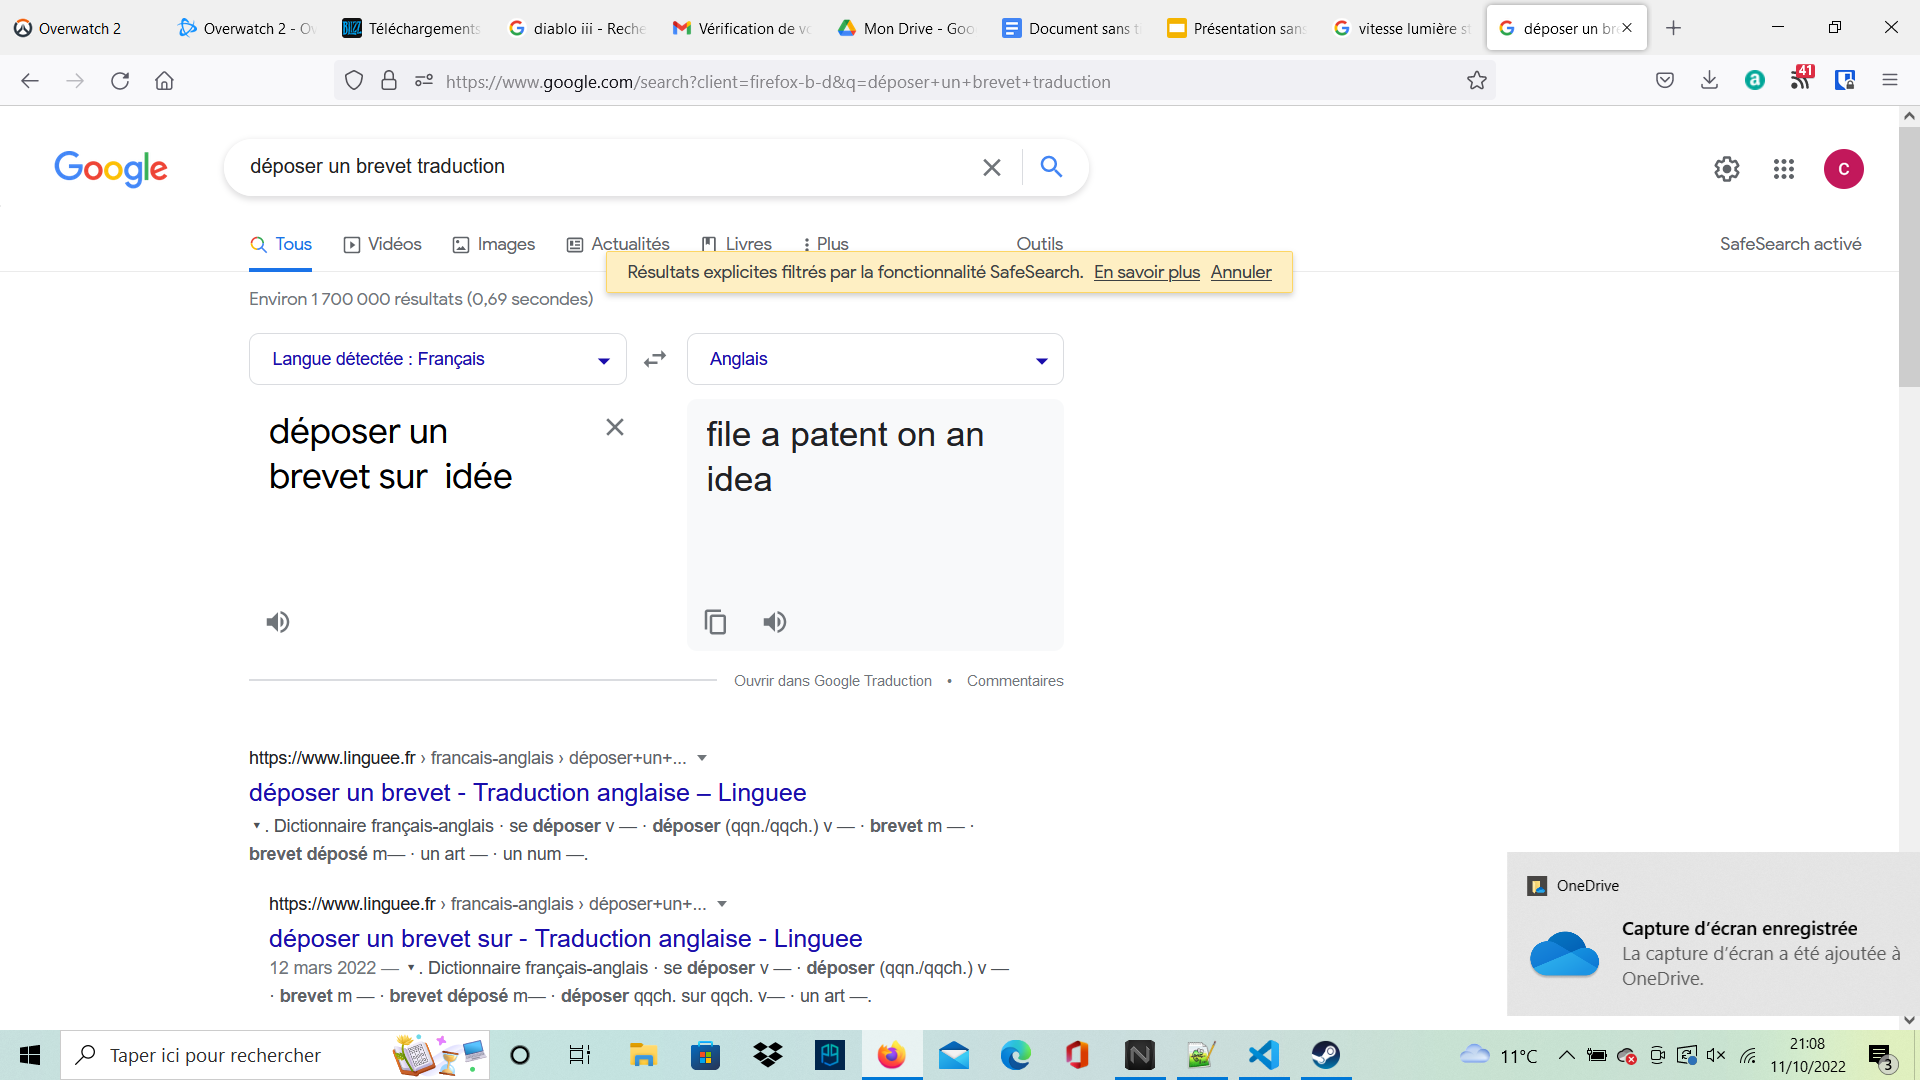 Overwatch 2
Overwatch 2 - Ov
Téléchargements
diablo iii - Reche
Vérification de vo
Mon Drive - Goo
Document sans t
Présentation sans
vitesse lumière st
déposer un br
https://www.google.com/search?client=firefox-b-d&q=déposer+un+brevet+traduction
41
Google
déposer un brevet traduction
C
Tous
Vidéos
Images
Actualités
Livres
Plus
Outils
SafeSearch activé
Résultats explicites filtrés par la fonctionnalité SafeSearch. En savoir plus Annuler
Environ 1 700 000 résultats (0,69 secondes)
Langue détectée : Français
Anglais
déposer un
brevet sur  idée
file a patent on an
idea
Ouvrir dans Google Traduction • Commentaires
https://www.linguee.fr › francais-anglais › déposer+un+...
déposer un brevet - Traduction anglaise – Linguee
▾. Dictionnaire français-anglais · se déposer v — · déposer (qqn./qqch.) v — · brevet m — ·
brevet déposé m— · un art — · un num —.
https://www.linguee.fr › francais-anglais › déposer+un+...
déposer un brevet sur - Traduction anglaise - Linguee
12 mars 2022 — ▾. Dictionnaire français-anglais · se déposer v — · déposer (qqn./qqch.) v —
· brevet m — · brevet déposé m— · déposer qqch. sur qqch. v— · un art —.
OneDrive
Capture d'écran enregistrée
La capture d'écran a été ajoutée à
OneDrive.
Taper ici pour rechercher
11°C
21:08
11/10/2022
3